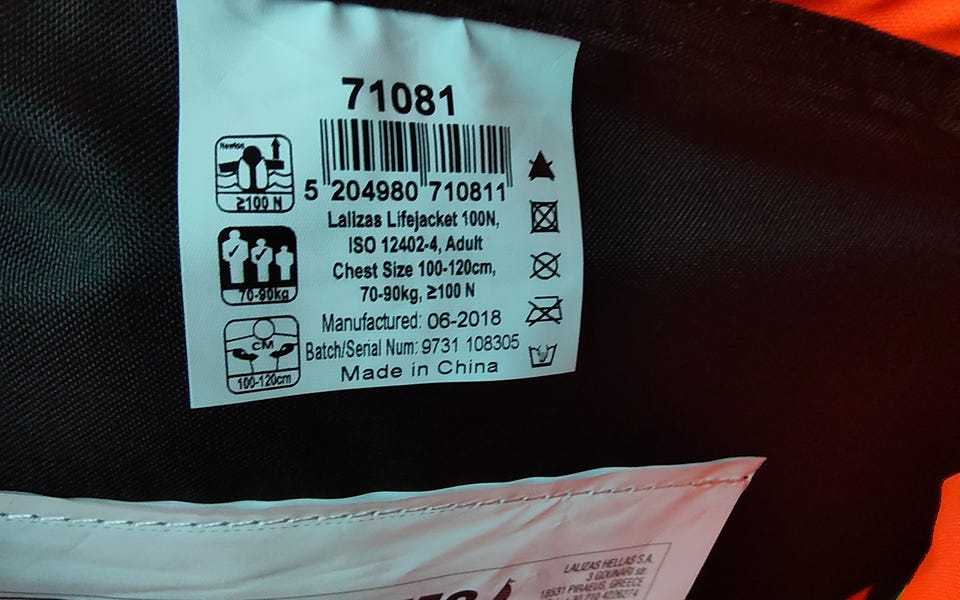 71081
5 204980 710811
Newton
≥100 N
Lalizas Lifejacket 100N,
ISO 12402-4, Adult
Chest Size 100-120cm,
70-90kg, ≥100 N
70-90kg
Manufactured: 06-2018
Batch/Serial Num: 9731 108305
Made in China
CM
100-120cm
LALIZAS HELLAS S.A.
3 GOUNARI str.
18531 PIRAEUS, GREECE